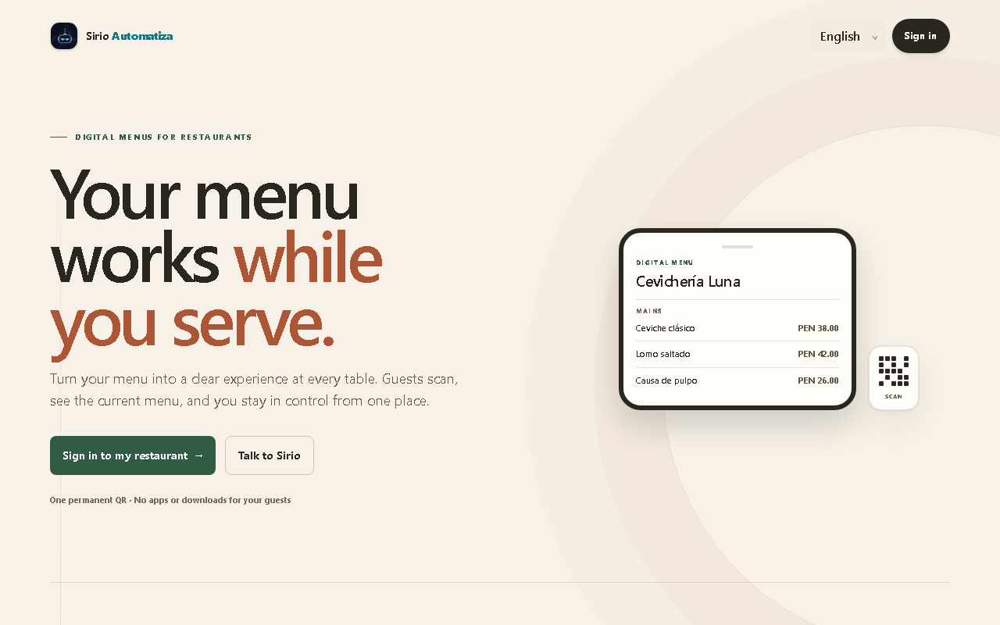 Sirio Automatiza
English
Sign in
DIGITAL MENUS FOR RESTAURANTS
Your menu
works while
you serve.
Turn your menu into a clear experience at every table. Guests scan,
see the current menu, and you stay in control from one place.
Sign in to my restaurant →
Talk to Sirio
One permanent QR · No apps or downloads for your guests
DIGITAL MENU
Cevichería Luna
MAINS
Ceviche clásico PEN 38.00
Lomo saltado PEN 42.00
Causa de pulpo PEN 26.00
SCAN